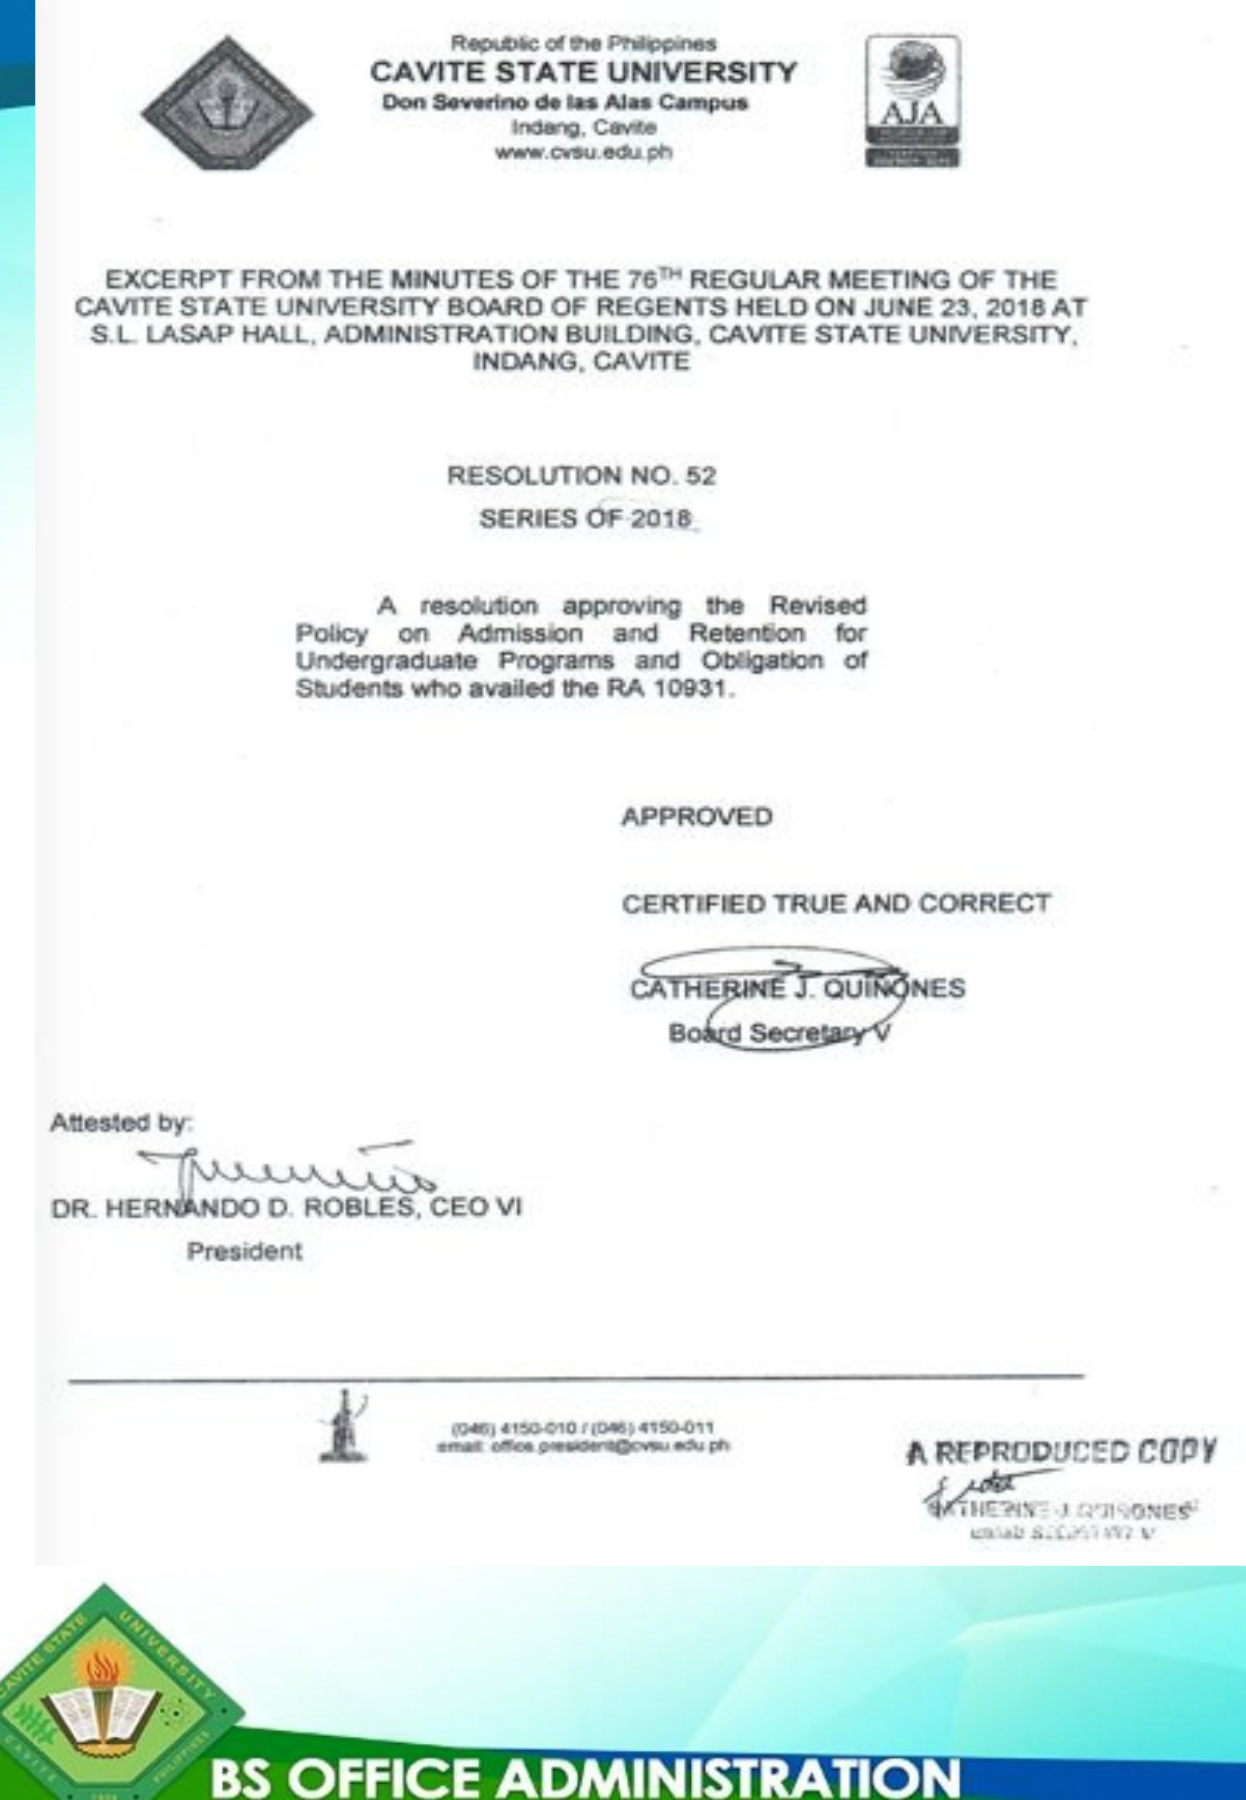 Republic of the Philippines
CAVITE STATE UNIVERSITY
Don Severino de las Alas Campus
Indang, Cavite
www.cvsu.edu.ph
AJA
EXCERPT FROM THE MINUTES OF THE 76TH REGULAR MEETING OF THE
CAVITE STATE UNIVERSITY BOARD OF REGENTS HELD ON JUNE 23, 2018 AT
S.L. LASAP HALL, ADMINISTRATION BUILDING, CAVITE STATE UNIVERSITY,
INDANG, CAVITE
RESOLUTION NO. 52
SERIES OF 2018
A resolution approving the Revised
Policy on Admission and Retention for
Undergraduate Programs and Obligation of
Students who availed the RA 10931.
APPROVED
CERTIFIED TRUE AND CORRECT
CATHERINE J. QUIÑONES
Board Secretary V
Attested by:
DR. HERNANDO D. ROBLES, CEO VI
President
(046) 4150-010 / (046) 4150-011
email: office.president@cvsu.edu.ph
A REPRODUCED COPY
CATHERINE J. QUIÑONES
CAVITE STATE UNIVERSITY
CAVITE PHILIPPINES
BS OFFICE ADMINISTRATION